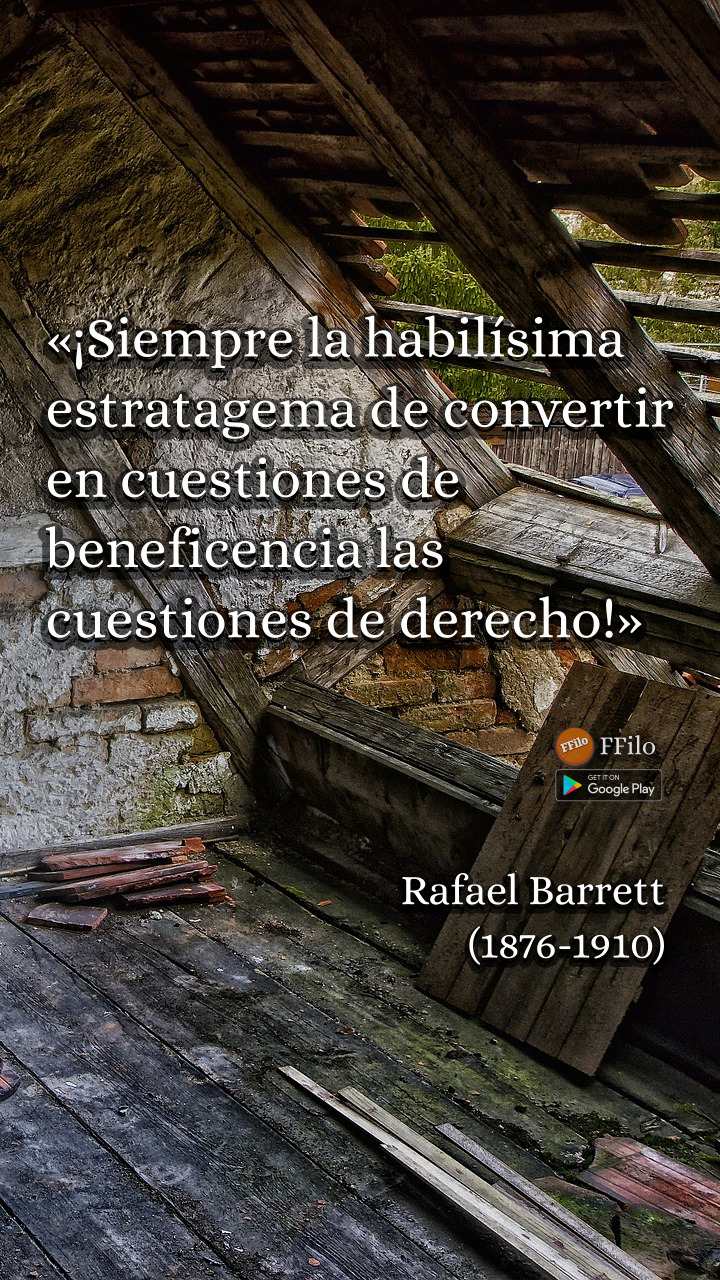 «¡Siempre la habilísima
estratagema de convertir
en cuestiones de
beneficencia las
cuestiones de derecho!»
FFilo FFilo
GET IT ON
Google Play
Rafael Barrett
(1876-1910)